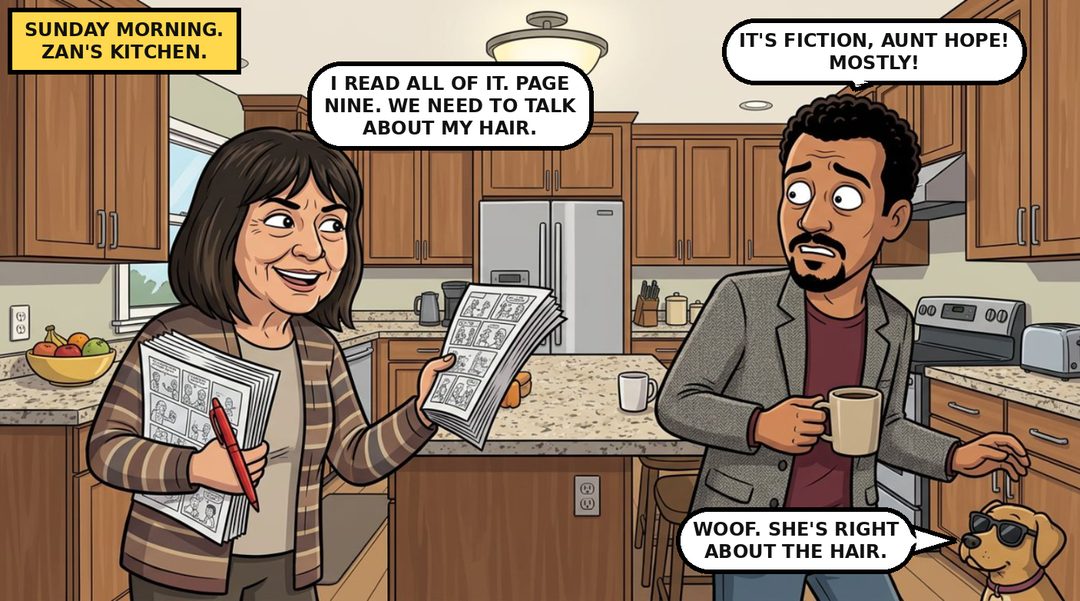 SUNDAY MORNING.
ZAN'S KITCHEN.
I READ ALL OF IT. PAGE
NINE. WE NEED TO TALK
ABOUT MY HAIR.
IT'S FICTION, AUNT HOPE!
MOSTLY!
WOOF. SHE'S RIGHT
ABOUT THE HAIR.